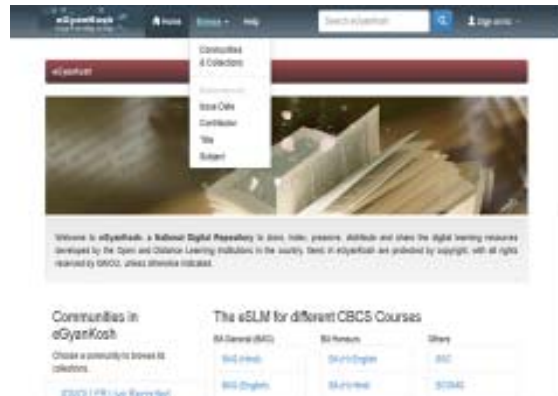 eGyanKosh
Home Browse Help Search eGyanKosh Sign on to:
Communities
& Collections
Issue Date
Contributor
Title
Subject
eGyanKosh
Welcome to eGyanKosh, a National Digital Repository to store, index, preserve, distribute and share the digital learning resources
developed by the Open and Distance Learning Institutions in the country. Items in eGyanKosh are protected by copyright, with all rights
reserved by IGNOU, unless otherwise indicated.
Communities in
eGyanKosh
Choose a community to browse its
collections.
The eSLM for different CBCS Courses
BA General (BAG) BA Honours Others
BAG (Hindi) BA (H) English BSC
BAG (English) BA (H) Hindi BCOMG